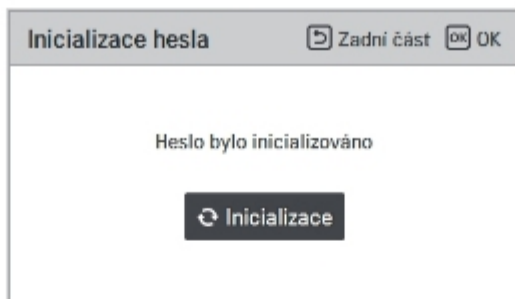 Inicializace hesla Zadní část OK OK
Heslo bylo inicializováno
Inicializace